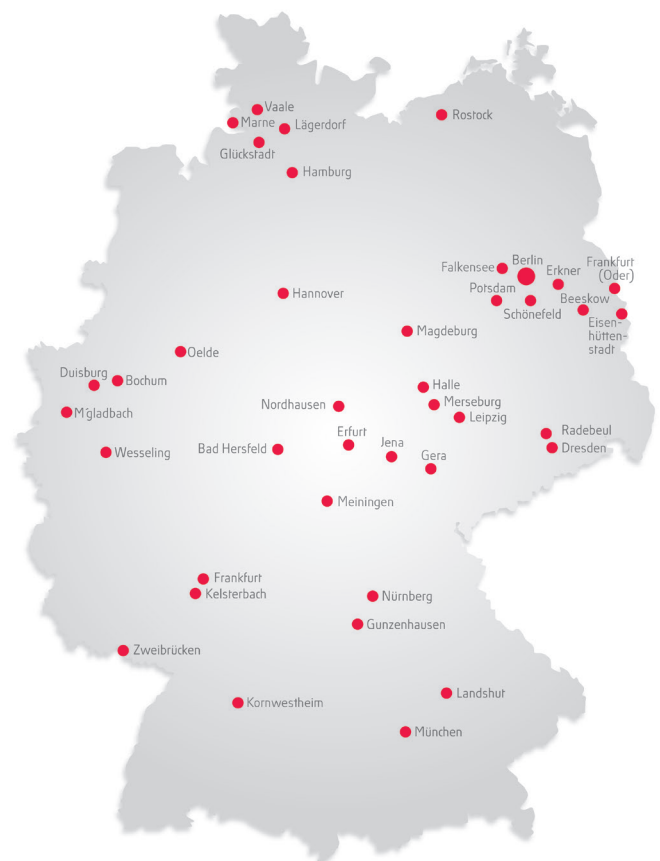 Vaale
Marne
Lägerdorf
Rostock
Glückstadt
Hamburg
Berlin
Frankfurt
(Oder)
Falkensee
Erkner
Potsdam
Beeskow
Hannover
Schönefeld
Eisen-
hütten-
stadt
Magdeburg
Oelde
Duisburg
Bochum
Halle
Nordhausen
Merseburg
M'gladbach
Leipzig
Erfurt
Radebeul
Wesseling
Bad Hersfeld
Jena
Gera
Dresden
Meiningen
Frankfurt
Kelsterbach
Nürnberg
Gunzenhausen
Zweibrücken
Landshut
Kornwestheim
München